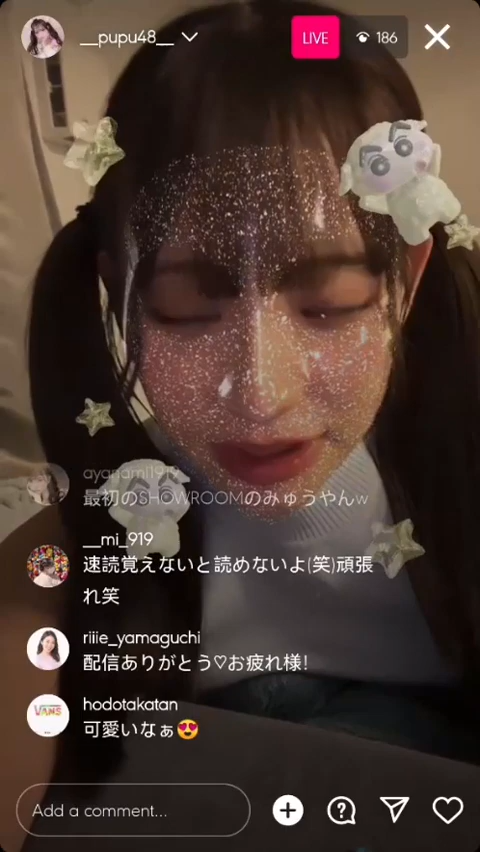 __pupu48__
LIVE
186
ayanami1919
最初のSHOWROOMのみゅうやんw
__mi_919
速読覚えないと読めないよ(笑)頑張
れ笑
riiie_yamaguchi
配信ありがとう♡お疲れ様!
VANS
hodotakatan
可愛いなぁ😍
Add a comment...